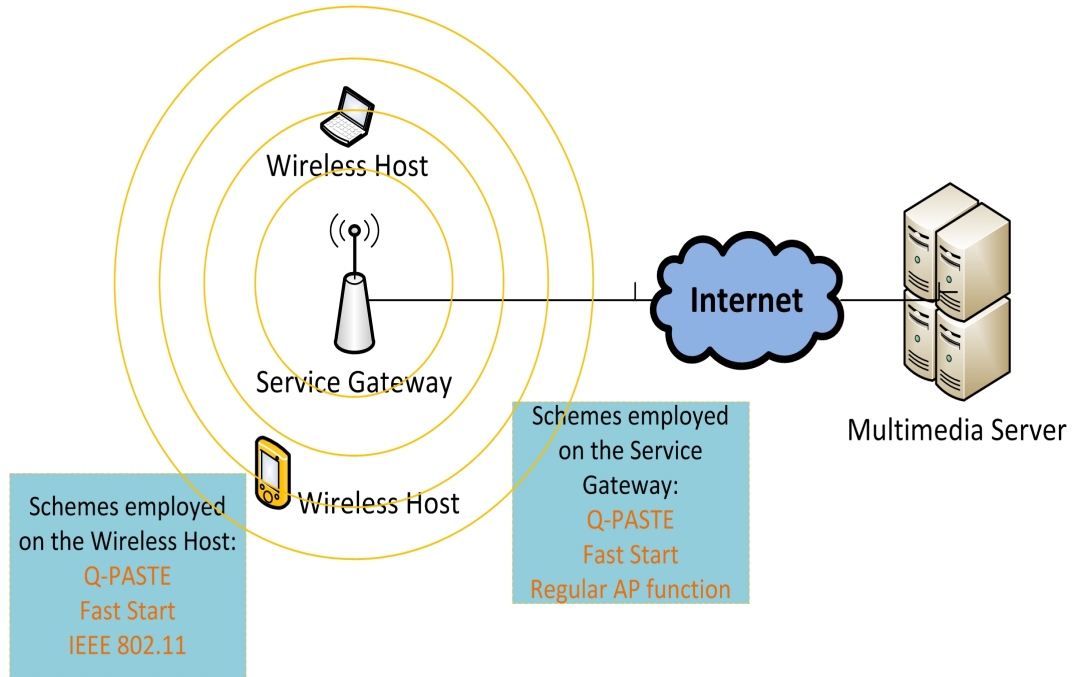 Wireless Host
Service Gateway
Internet
Multimedia Server
Wireless Host
Schemes employed
on the Service
Gateway:
Q-PASTE
Fast Start
Regular AP function
Schemes employed
on the Wireless Host:
Q-PASTE
Fast Start
IEEE 802.11